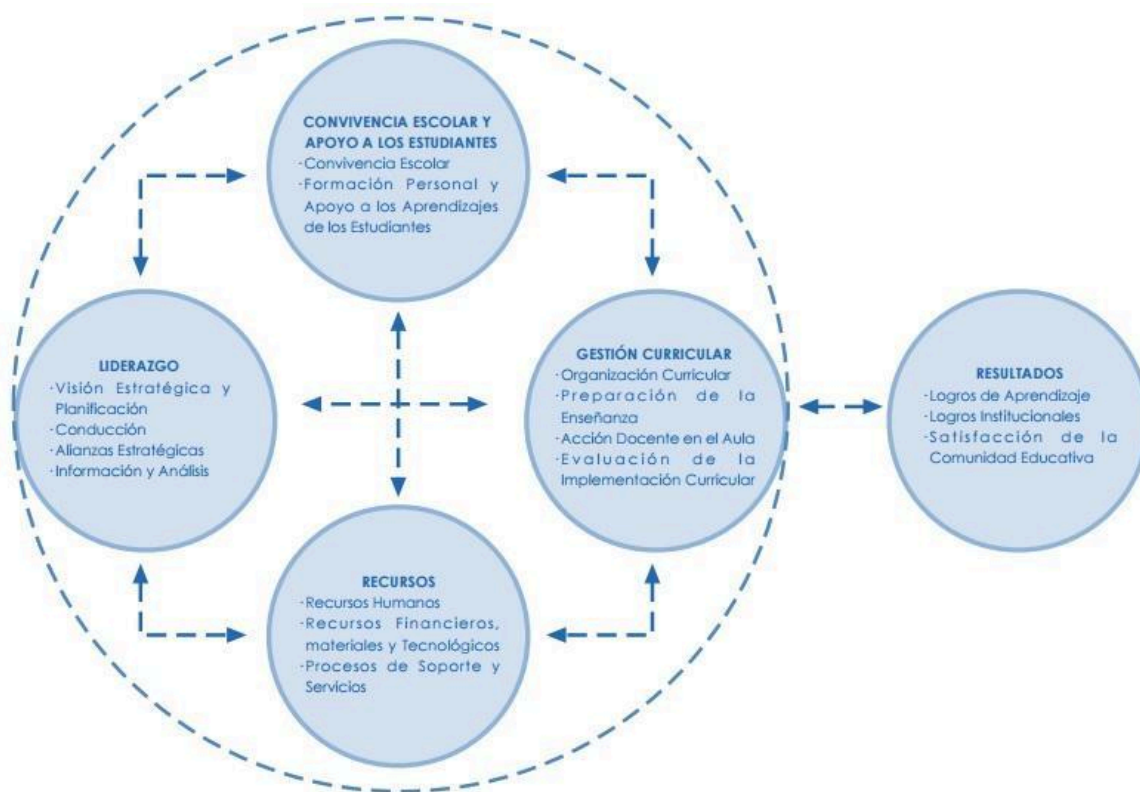 CONVIVENCIA ESCOLAR Y
APOYO A LOS ESTUDIANTES
·Convivencia Escolar
·Formación Personal y
Apoyo a los Aprendizajes
de los Estudiantes
LIDERAZGO
·Visión Estratégica y
Planificación
·Conducción
·Alianzas Estratégicas
·Información y Análisis
GESTIÓN CURRICULAR
·Organización Curricular
·Preparación de la
Enseñanza
·Acción Docente en el Aula
·Evaluación de la
Implementación Curricular
RESULTADOS
·Logros de Aprendizaje
·Logros Institucionales
·Satisfacción de la
Comunidad Educativa
RECURSOS
·Recursos Humanos
·Recursos Financieros,
materiales y Tecnológicos
·Procesos de Soporte y
Servicios